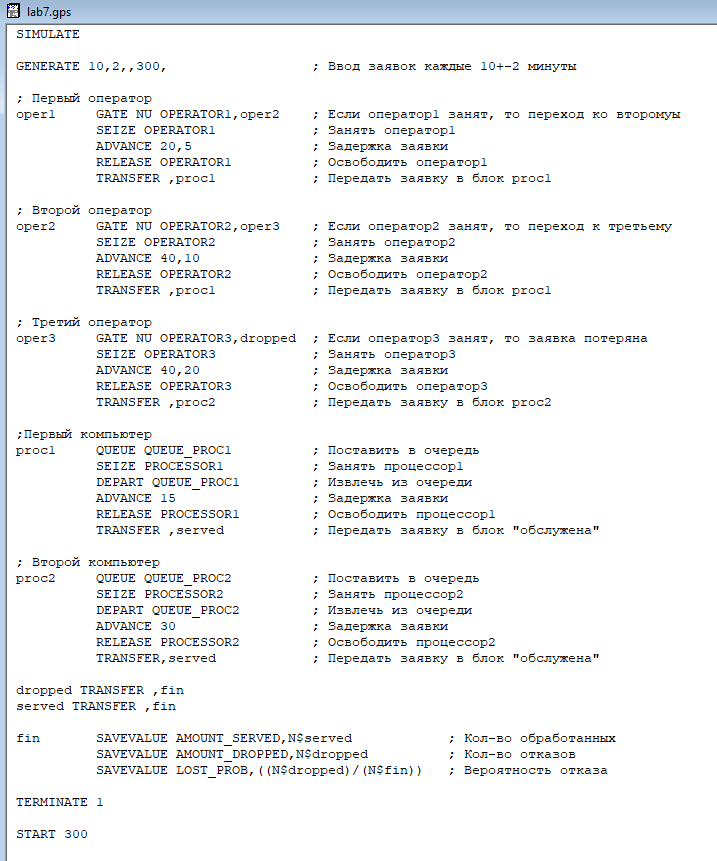 lab7.gps
SIMULATE
GENERATE 10,2,,300, ; Ввод заявок каждые 10+-2 минуты
; Первый оператор
oper1 GATE NU OPERATOR1,oper2 ; Если оператор1 занят, то переход ко вторomуы
SEIZE OPERATOR1 ; Занять оператор1
ADVANCE 20,5 ; Задержка заявки
RELEASE OPERATOR1 ; Освободить оператор1
TRANSFER ,proc1 ; Передать заявку в блок proc1
; Второй оператор
oper2 GATE NU OPERATOR2,oper3 ; Если оператор2 занят, то переход к третьему
SEIZE OPERATOR2 ; Занять оператор2
ADVANCE 40,10 ; Задержка заявки
RELEASE OPERATOR2 ; Освободить оператор2
TRANSFER ,proc1 ; Передать заявку в блок proc1
; Третий оператор
oper3 GATE NU OPERATOR3,dropped ; Если оператор3 занят, то заявка потеряна
SEIZE OPERATOR3 ; Занять оператор3
ADVANCE 40,20 ; Задержка заявки
RELEASE OPERATOR3 ; Освободить оператор3
TRANSFER ,proc2 ; Передать заявку в блок proc2
;Первый компьютер
proc1 QUEUE QUEUE_PROC1 ; Поставить в очередь
SEIZE PROCESSOR1 ; Занять процессор1
DEPART QUEUE_PROC1 ; Извлечь из очереди
ADVANCE 15 ; Задержка заявки
RELEASE PROCESSOR1 ; Освободить процессор1
TRANSFER ,served ; Передать заявку в блок "обслужена"
; Второй компьютер
proc2 QUEUE QUEUE_PROC2 ; Поставить в очередь
SEIZE PROCESSOR2 ; Занять процессор2
DEPART QUEUE_PROC2 ; Извлечь из очереди
ADVANCE 30 ; Задержка заявки
RELEASE PROCESSOR2 ; Освободить процессор2
TRANSFER,served ; Передать заявку в блок "обслужена"
dropped TRANSFER ,fin
served TRANSFER ,fin
fin SAVEVALUE AMOUNT_SERVED,N$served ; Кол-во обработанных
SAVEVALUE AMOUNT_DROPPED,N$dropped ; Кол-во отказов
SAVEVALUE LOST_PROB,((N$dropped)/(N$fin)) ; Вероятность отказа
TERMINATE 1
START 300